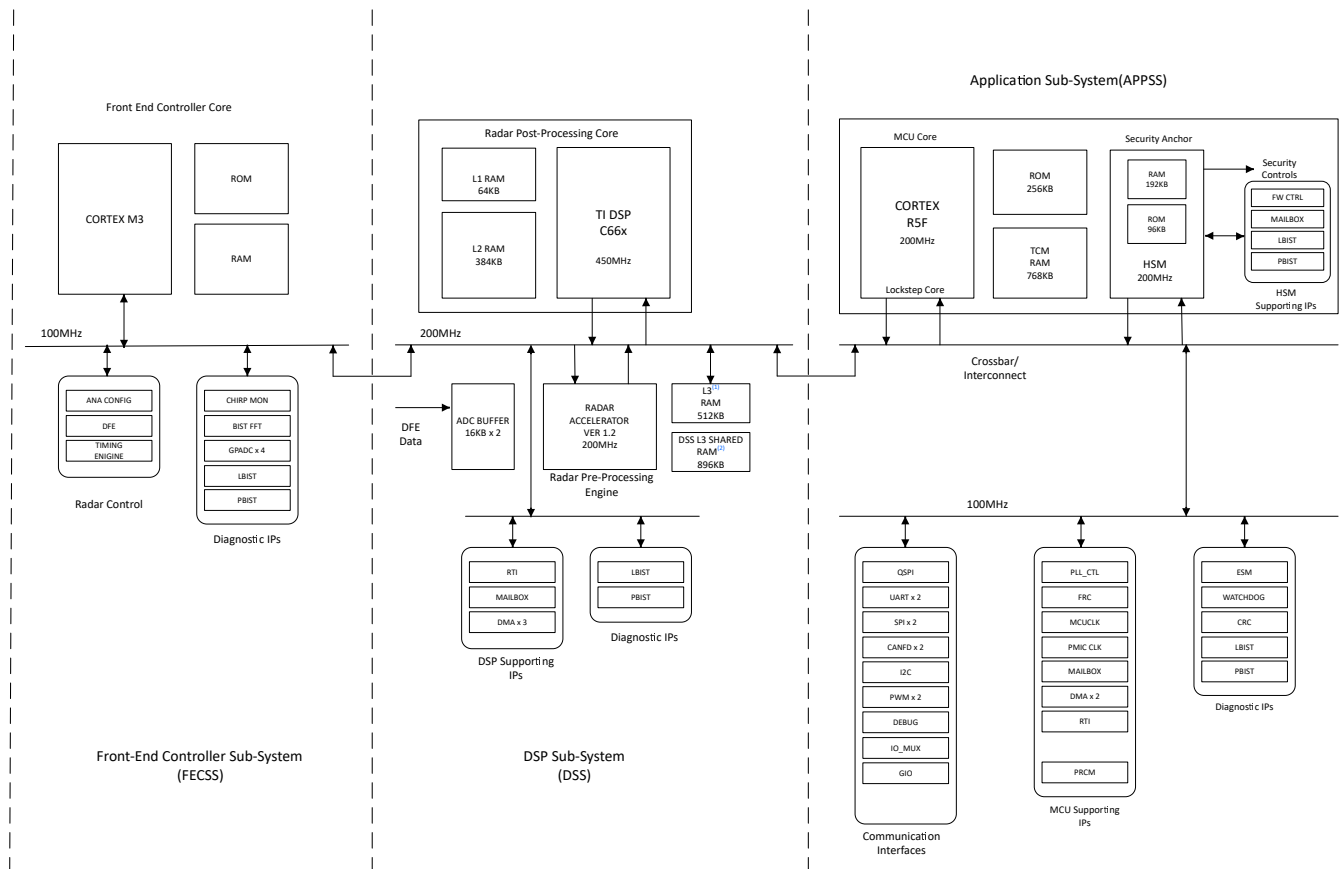 Application Sub-System(APPSS)
Front End Controller Core
CORTEX M3
ROM
RAM
100MHz
ANA CONFIG
DFE
TIMING
ENIGINE
Radar Control
CHIRP MON
BIST FFT
GPADC x 4
LBIST
PBIST
Diagnostic IPs
Front-End Controller Sub-System
(FECSS)
Radar Post-Processing Core
L1 RAM
64KB
L2 RAM
384KB
TI DSP
C66x
450MHz
200MHz
DFE
Data
ADC BUFFER
16KB x 2
RADAR
ACCELERATOR
VER 1.2
200MHz
Radar Pre-Processing
Engine
L3(1)
RAM
512KB
DSS L3 SHARED
RAM(2)
896KB
RTI
MAILBOX
DMA x 3
DSP Supporting
IPs
LBIST
PBIST
Diagnostic IPs
DSP Sub-System
(DSS)
MCU Core
CORTEX
R5F
200MHz
Lockstep Core
ROM
256KB
TCM
RAM
768KB
Security Anchor
RAM
192KB
ROM
96KB
HSM
200MHz
Security
Controls
FW CTRL
MAILBOX
LBIST
PBIST
HSM
Supporting IPs
Crossbar/
Interconnect
100MHz
QSPI
UART x 2
SPI x 2
CANFD x 2
I2C
PWM x 2
DEBUG
IO_MUX
GIO
Communication
Interfaces
PLL_CTL
FRC
MCUCLK
PMIC CLK
MAILBOX
DMA x 2
RTI
PRCM
MCU Supporting
IPs
ESM
WATCHDOG
CRC
LBIST
PBIST
Diagnostic IPs